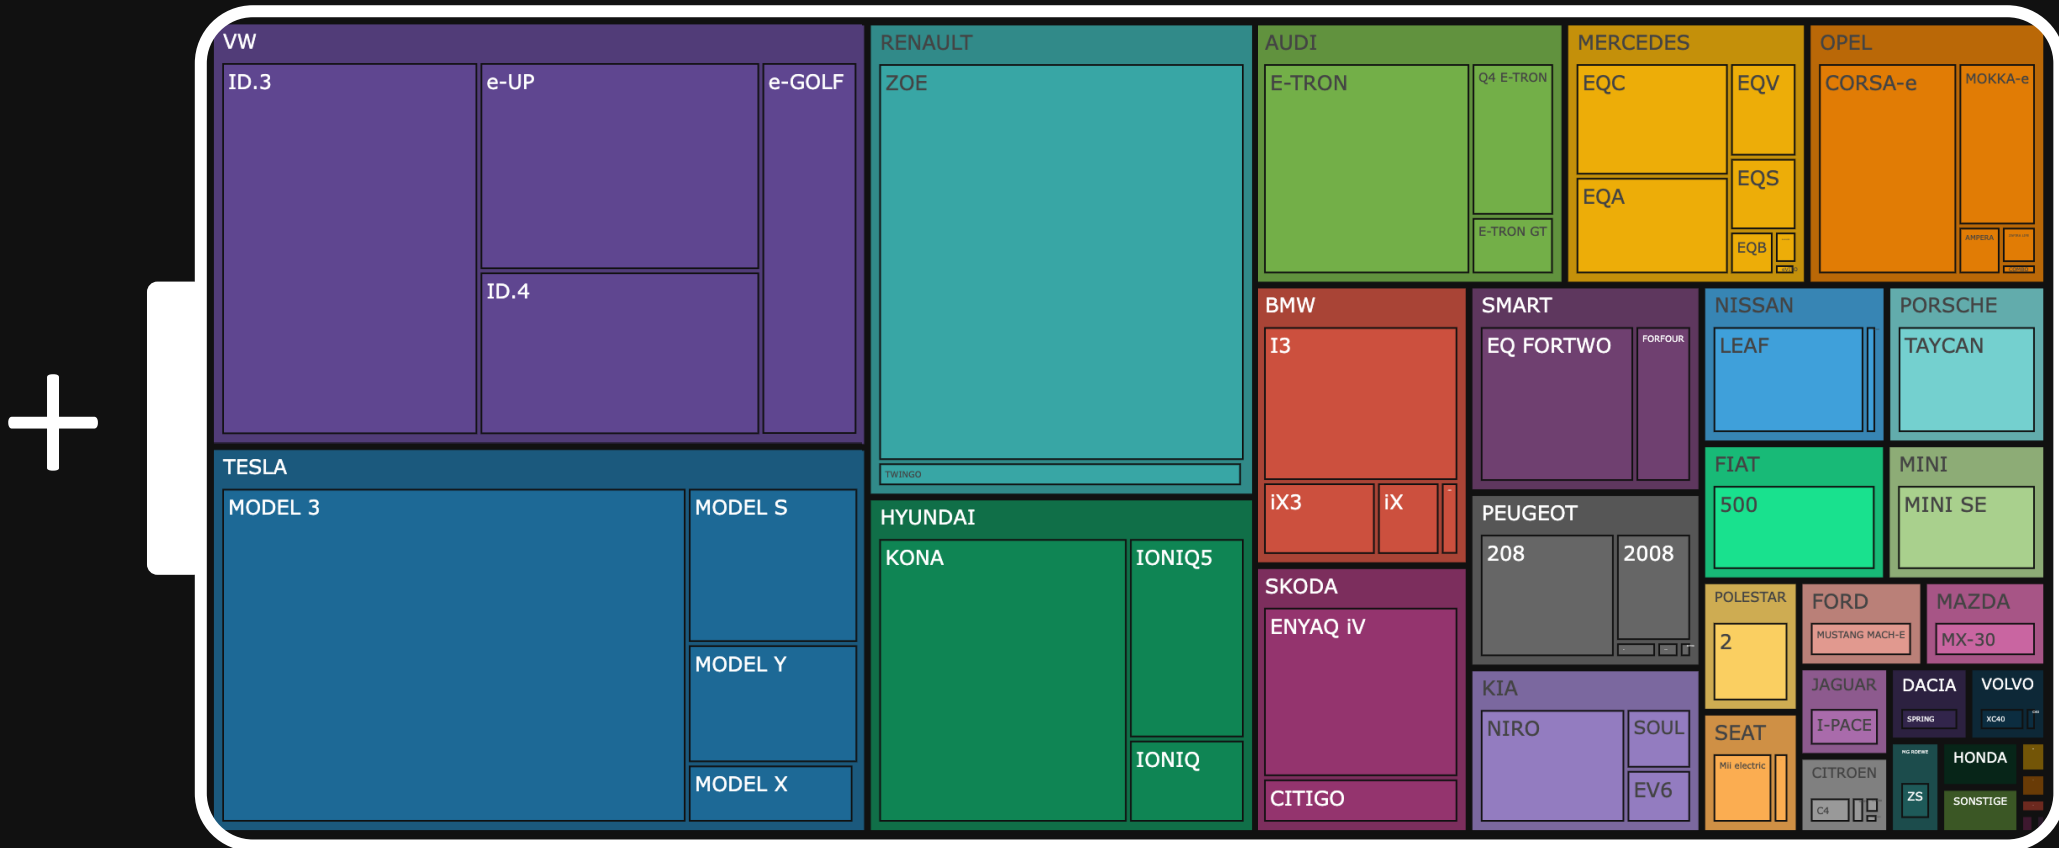 VW
ID.3
e-UP
e-GOLF
ID.4
TESLA
MODEL 3
MODEL S
MODEL Y
MODEL X
RENAULT
ZOE
TWINGO
HYUNDAI
KONA
IONIQ5
IONIQ
AUDI
E-TRON
Q4 E-TRON
E-TRON GT
MERCEDES
EQC
EQV
EQA
EQS
EQB
OPEL
CORSA-e
MOKKA-e
AMPERA
COMBO
BMW
I3
iX3
iX
SKODA
ENYAQ iV
CITIGO
SMART
EQ FORTWO
FORFOUR
PEUGEOT
208
2008
KIA
NIRO
SOUL
EV6
NISSAN
LEAF
PORSCHE
TAYCAN
FIAT
500
MINI
MINI SE
POLESTAR
2
FORD
MUSTANG MACH-E
MAZDA
MX-30
SEAT
Mii electric
JAGUAR
I-PACE
CITROEN
C4
DACIA
SPRING
VOLVO
XC40
MG ROEWE
ZS
HONDA
SONSTIGE